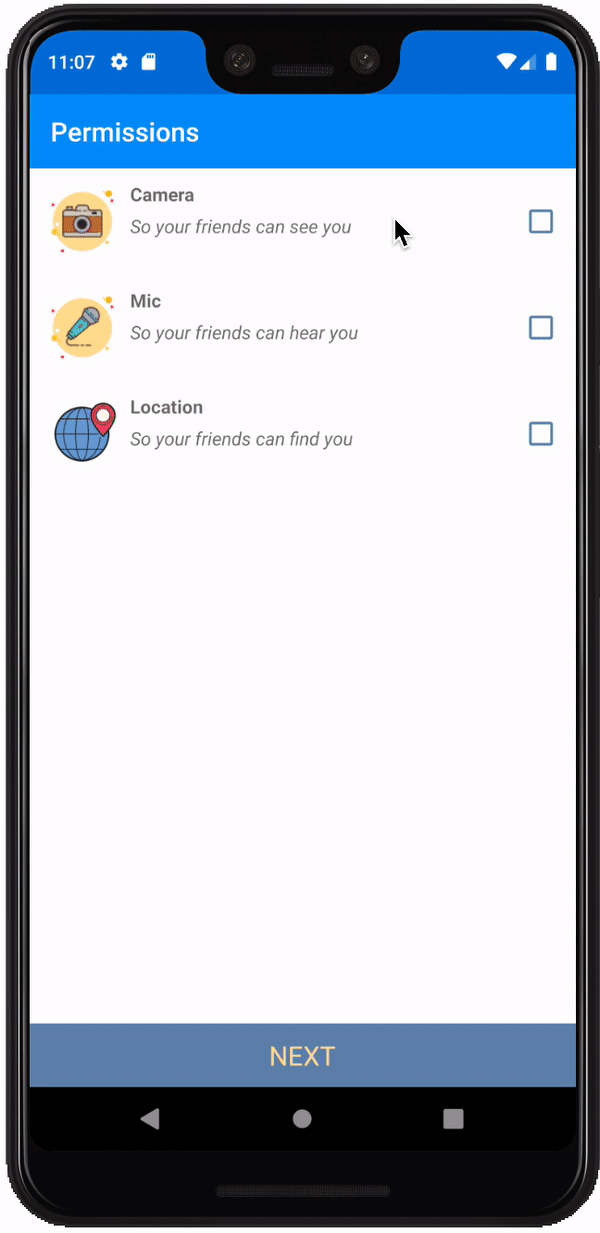 11:07
Permissions
Camera
So your friends can see you
Mic
So your friends can hear you
Location
So your friends can find you
NEXT